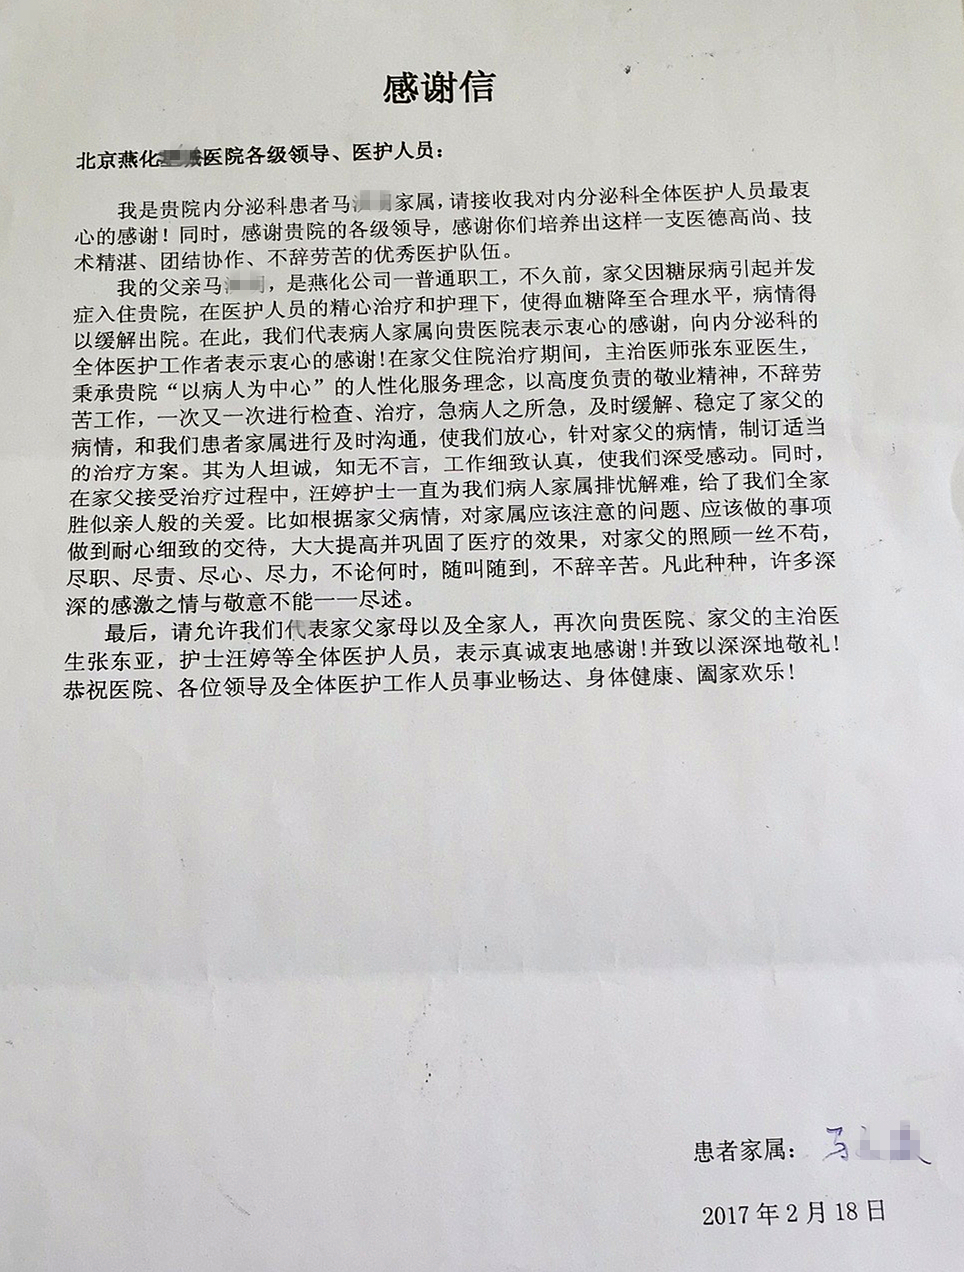 感谢信
北京燕化医院各级领导、医护人员：
我是贵院内分泌科患者马家属，请接收我对内分泌科全体医护人员最衷
心的感谢！同时，感谢贵院的各级领导，感谢你们培养出这样一支医德高尚、技
术精湛、团结协作、不辞劳苦的优秀医护队伍。
我的父亲马，是燕化公司一普通职工，不久前，家父因糖尿病引起并发
症入住贵院，在医护人员的精心治疗和护理下，使得血糖降至合理水平，病情得
以缓解出院。在此，我们代表病人家属向贵医院表示衷心的感谢，向内分泌科的
全体医护工作者表示衷心的感谢!在家父住院治疗期间，主治医师张东亚医生，
秉承贵院“以病人为中心”的人性化服务理念，以高度负责的敬业精神，不辞劳
苦工作，一次又一次进行检查、治疗，急病人之所急，及时缓解、稳定了家父的
病情，和我们患者家属进行及时沟通，使我们放心，针对家父的病情，制订适当
的治疗方案。其为人坦诚，知无不言，工作细致认真，使我们深受感动。同时，
在家父接受治疗过程中，汪婷护士一直为我们病人家属排忧解难，给了我们全家
胜似亲人般的关爱。比如根据家父病情，对家属应该注意的问题、应该做的事项
做到耐心细致的交待，大大提高并巩固了医疗的效果，对家父的照顾一丝不苟，
尽职、尽责、尽心、尽力，不论何时，随叫随到，不辞辛苦。凡此种种，许多深
深的感激之情与敬意不能一一尽述。
最后，请允许我们代表家父家母以及全家人，再次向贵医院、家父的主治医
生张东亚，护士汪婷等全体医护人员，表示真诚衷地感谢!并致以深深地敬礼!
恭祝医院、各位领导及全体医护工作人员事业畅达、身体健康、阖家欢乐!
患者家属：马
2017年2月18日